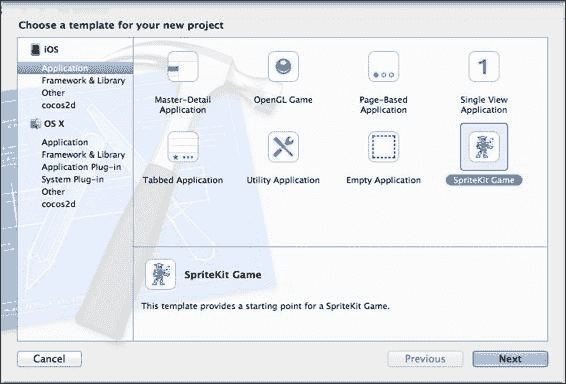 Choose a template for your new project
iOS
Application
Framework & Library
Other
cocos2d
OS X
Application
Framework & Library
Application Plug-in
System Plug-in
Other
cocos2d
Master-Detail
Application
OpenGL Game
Page-Based
Application
1
Single View
Application
Tabbed Application
Utility Application
Empty Application
SpriteKit Game
SpriteKit Game
This template provides a starting point for a SpriteKit Game.
Cancel
Previous
Next